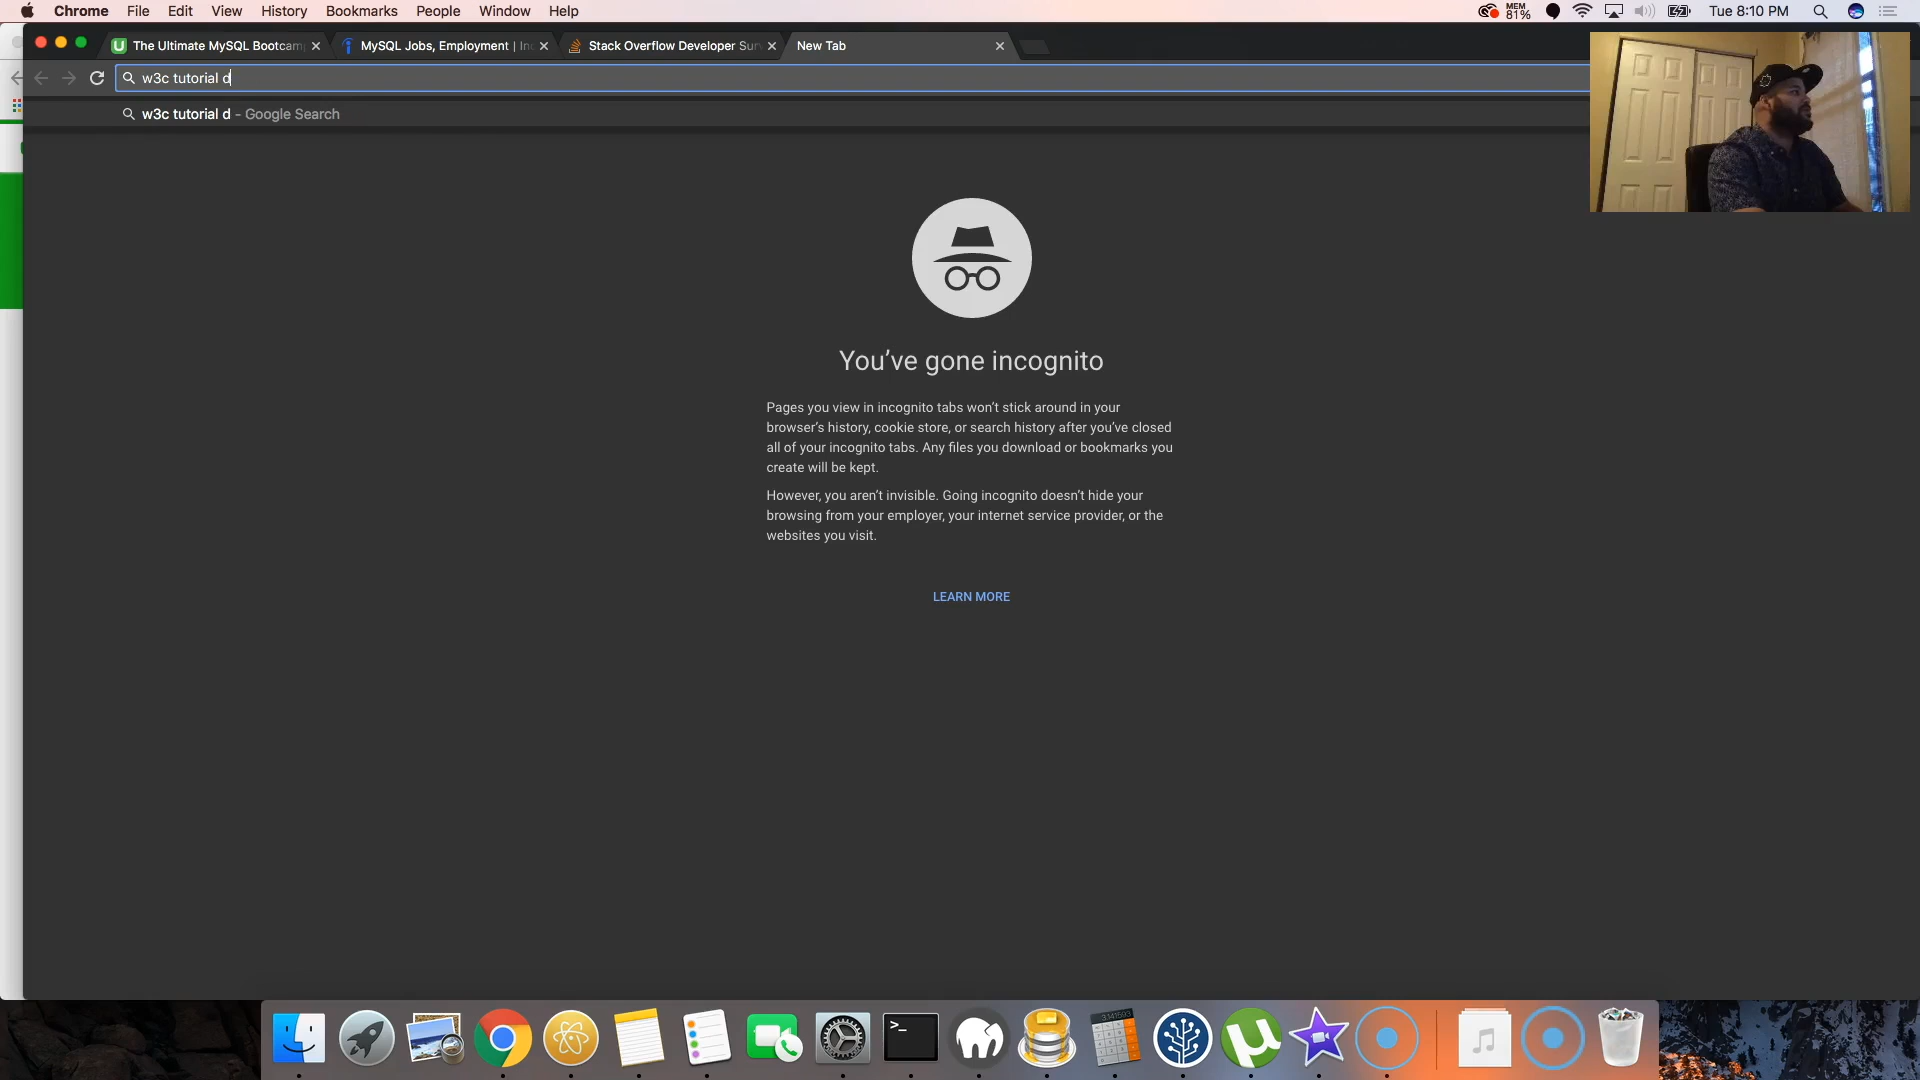 Chrome File Edit View History Bookmarks People Window Help
MEM
81%
Tue 8:10 PM
The Ultimate MySQL Bootcam
MySQL Jobs, Employment | In
Stack Overflow Developer Sur
New Tab
w3c tutorial d
w3c tutorial d - Google Search
You’ve gone incognito
Pages you view in incognito tabs won’t stick around in your
browser’s history, cookie store, or search history after you’ve closed
all of your incognito tabs. Any files you download or bookmarks you
create will be kept.
However, you aren’t invisible. Going incognito doesn’t hide your
browsing from your employer, your internet service provider, or the
websites you visit.
LEARN MORE